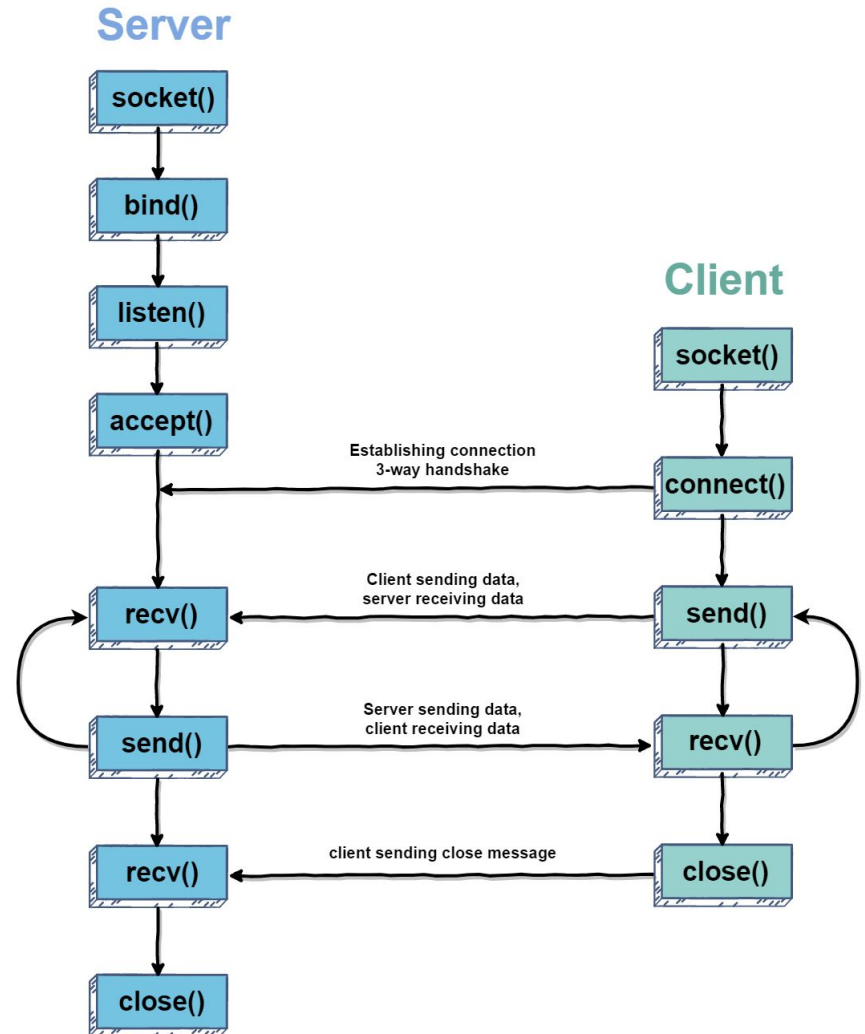 Server
socket()
bind()
listen()
Client
socket()
accept()
Establishing connection
3-way handshake
connect()
Client sending data,
server receiving data
recv()
send()
Server sending data,
client receiving data
send()
recv()
client sending close message
recv()
close()
close()